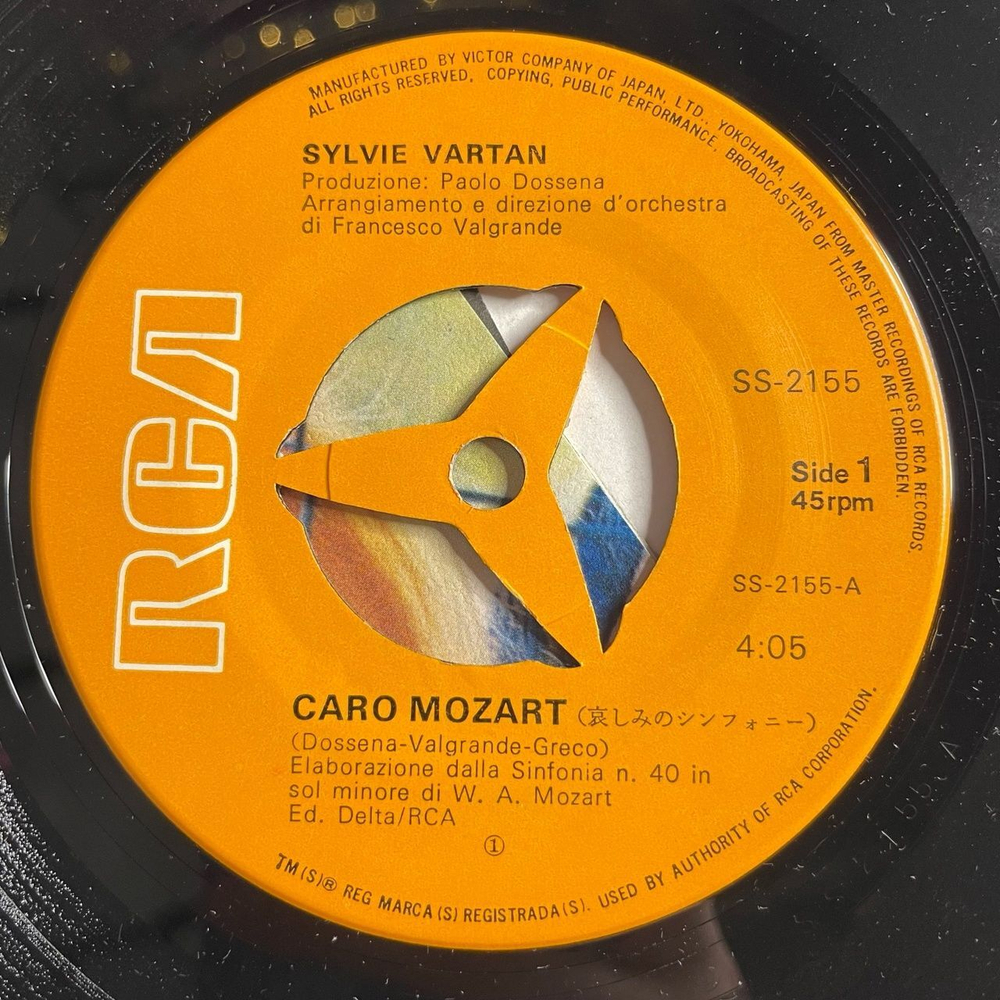 MANUFACTURED BY VICTOR COMPANY OF JAPAN, LTD., YOKOHAMA, JAPAN FROM MASTER RECORDINGS OF RCA RECORDS.
ALL RIGHTS RESERVED, COPYING, PUBLIC PERFORMANCE, BROADCASTING OF THESE RECORDS ARE FORBIDDEN.
SYLVIE VARTAN
Produzione: Paolo Dossena
Arrangiamento e direzione d'orchestra
di Francesco Valgrande
RCA
SS-2155
Side 1
45rpm
SS-2155-A
4:05
CARO MOZART (哀しみのシンフォニー)
(Dossena-Valgrande-Greco)
Elaborazione dalla Sinfonia n. 40 in
sol minore di W. A. Mozart
Ed. Delta/RCA
①
TM(S)® REG MARCA(S) REGISTRADA(S). USED BY AUTHORITY OF RCA CORPORATION.